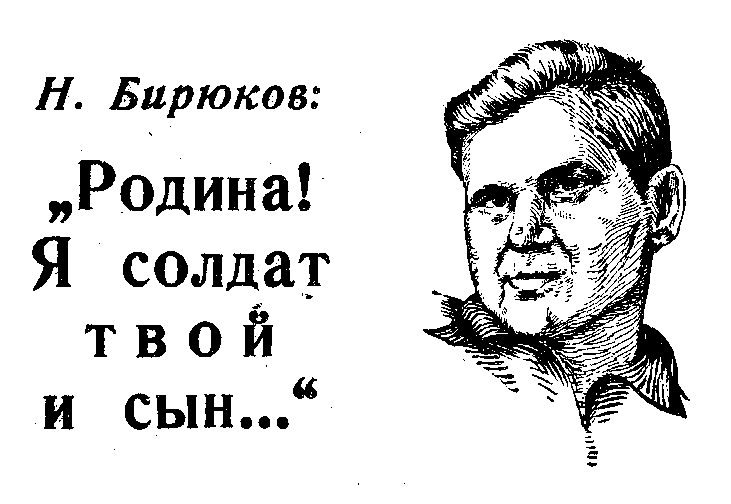 Н. Бирюков:
„Родина!
Я солдат
твой
и сын...“